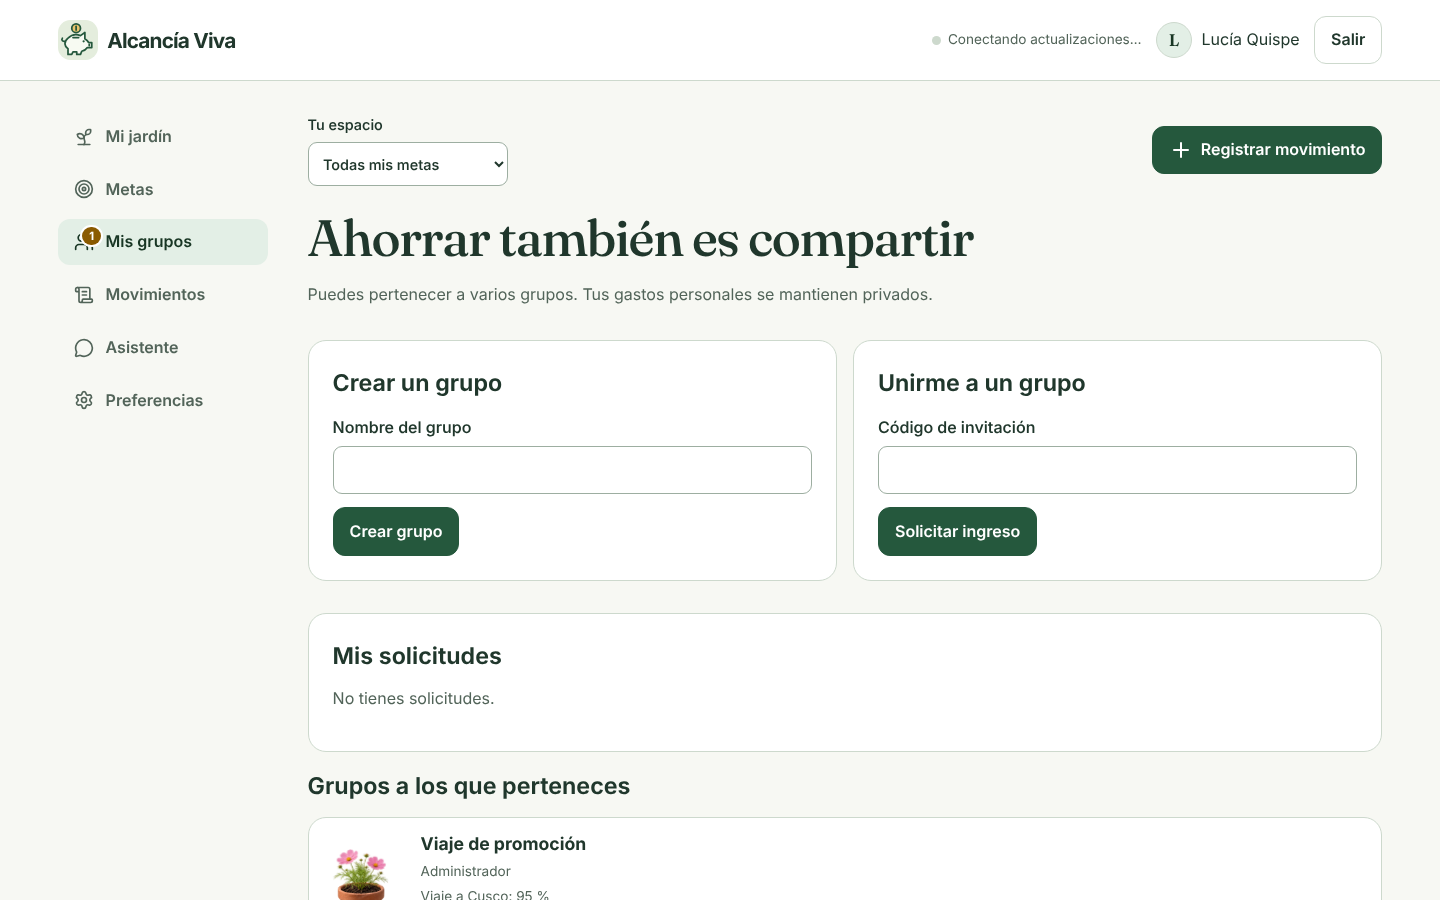 Alcancía Viva
Conectando actualizaciones...
L
Lucía Quispe
Salir
Mi jardín
Metas
1
Mis grupos
Movimientos
Asistente
Preferencias
Tu espacio
Todas mis metas
Registrar movimiento
Ahorrar también es compartir
Puedes pertenecer a varios grupos. Tus gastos personales se mantienen privados.
Crear un grupo
Nombre del grupo
Crear grupo
Unirme a un grupo
Código de invitación
Solicitar ingreso
Mis solicitudes
No tienes solicitudes.
Grupos a los que perteneces
Viaje de promoción
Administrador
Viaje a Cusco: 95 %